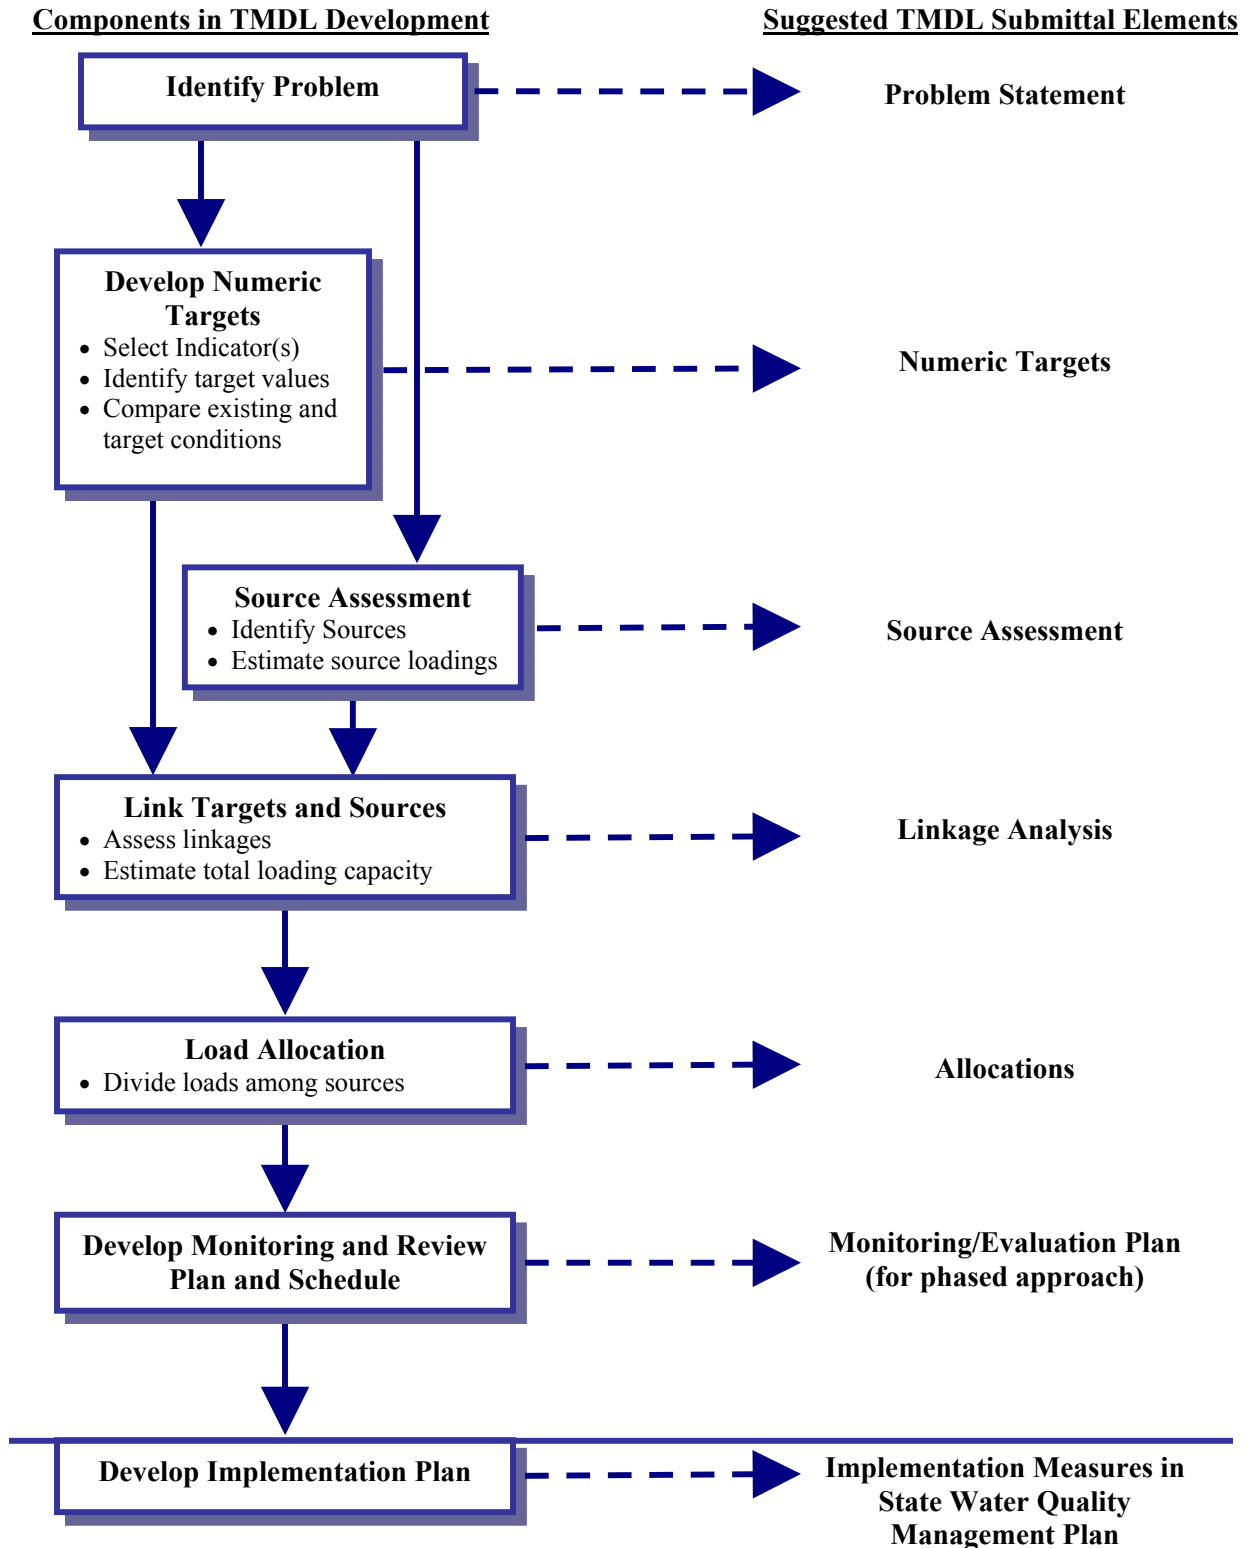 Components in TMDL Development
Suggested TMDL Submittal Elements
Identify Problem
Problem Statement
Develop Numeric
Targets
• Select Indicator(s)
• Identify target values
• Compare existing and
target conditions
Numeric Targets
Source Assessment
• Identify Sources
• Estimate source loadings
Source Assessment
Link Targets and Sources
• Assess linkages
• Estimate total loading capacity
Linkage Analysis
Load Allocation
• Divide loads among sources
Allocations
Develop Monitoring and Review
Plan and Schedule
Monitoring/Evaluation Plan
(for phased approach)
Develop Implementation Plan
Implementation Measures in
State Water Quality
Management Plan